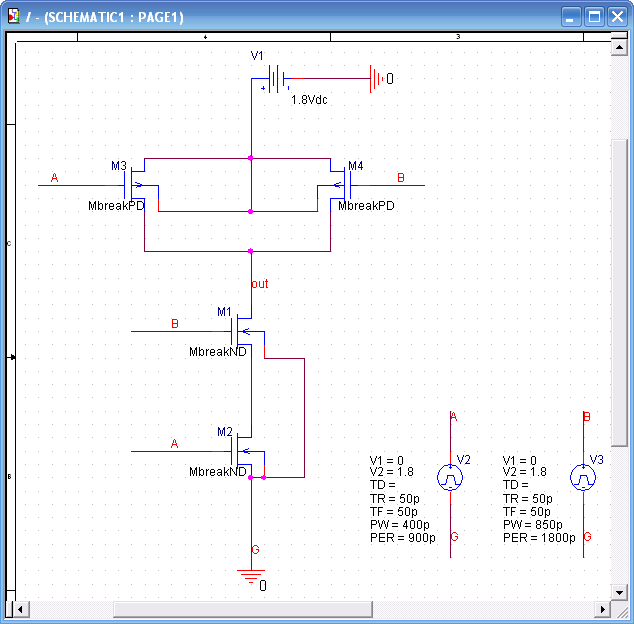 / - (SCHEMATIC1 : PAGE1)
4
3
V1
0
+
-
1.8Vdc
M3
M4
A
B
MbreakPD
MbreakPD
C
out
M1
B
MbreakND
M2
A
MbreakND
B
G
0
A
V2
V1 = 0
V2 = 1.8
TD =
TR = 50p
TF = 50p
PW = 400p
PER = 900p
G
B
V3
V1 = 0
V2 = 1.8
TD =
TR = 50p
TF = 50p
PW = 850p
PER = 1800p
G